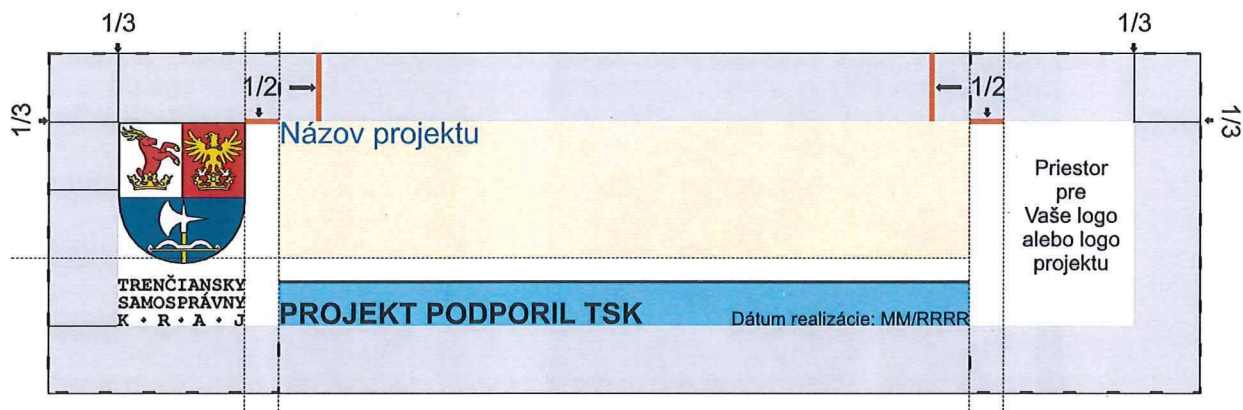 1/3
1/3
1/2
1/2
1/3
1/3
Názov projektu
Priestor
pre
Vaše logo
alebo logo
projektu
TRENČIANSKY
SAMOSPRÁVNY
K·R·A·J
PROJEKT PODPORIL TSK
Dátum realizácie: MM/RRRR